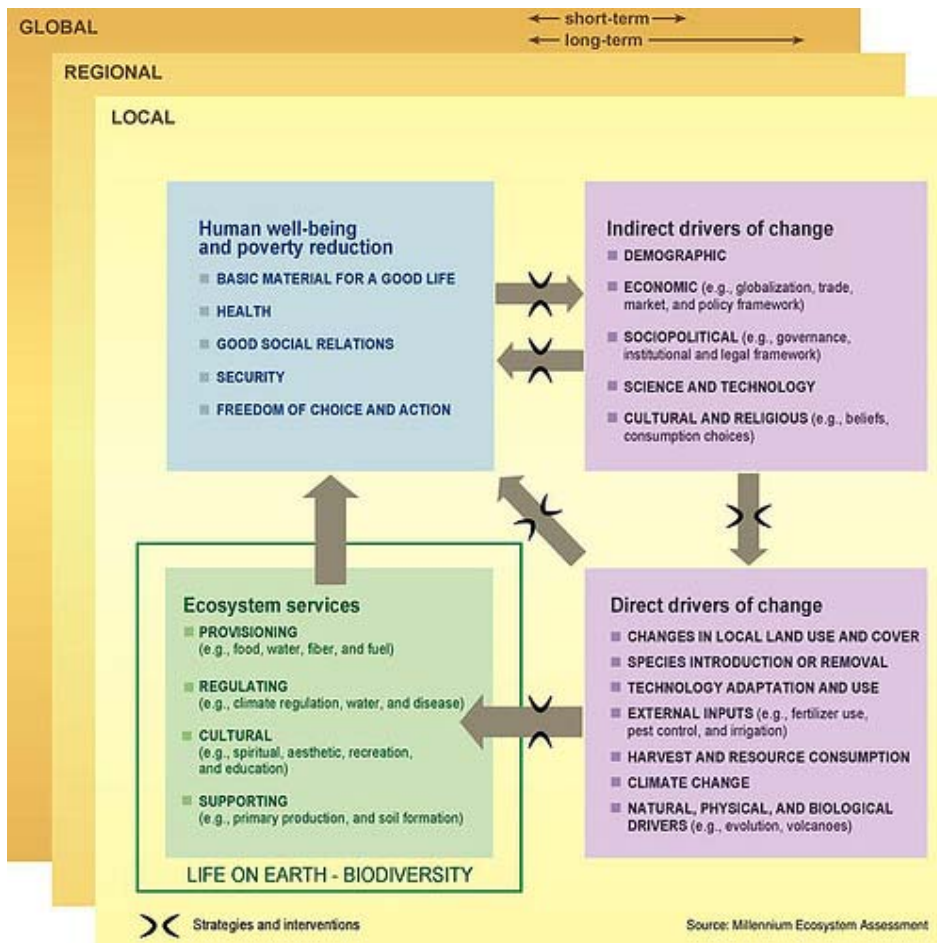 GLOBAL
short-term
long-term
REGIONAL
LOCAL
Human well-being
and poverty reduction
BASIC MATERIAL FOR A GOOD LIFE
HEALTH
GOOD SOCIAL RELATIONS
SECURITY
FREEDOM OF CHOICE AND ACTION
Indirect drivers of change
DEMOGRAPHIC
ECONOMIC (e.g., globalization, trade,
market, and policy framework)
SOCIOPOLITICAL (e.g., governance,
institutional and legal framework)
SCIENCE AND TECHNOLOGY
CULTURAL AND RELIGIOUS (e.g., beliefs,
consumption choices)
Ecosystem services
PROVISIONING
(e.g., food, water, fiber, and fuel)
REGULATING
(e.g., climate regulation, water, and disease)
CULTURAL
(e.g., spiritual, aesthetic, recreation,
and education)
SUPPORTING
(e.g., primary production, and soil formation)
LIFE ON EARTH - BIODIVERSITY
Direct drivers of change
CHANGES IN LOCAL LAND USE AND COVER
SPECIES INTRODUCTION OR REMOVAL
TECHNOLOGY ADAPTATION AND USE
EXTERNAL INPUTS (e.g., fertilizer use,
pest control, and irrigation)
HARVEST AND RESOURCE CONSUMPTION
CLIMATE CHANGE
NATURAL, PHYSICAL, AND BIOLOGICAL
DRIVERS (e.g., evolution, volcanoes)
Strategies and interventions
Source: Millennium Ecosystem Assessment